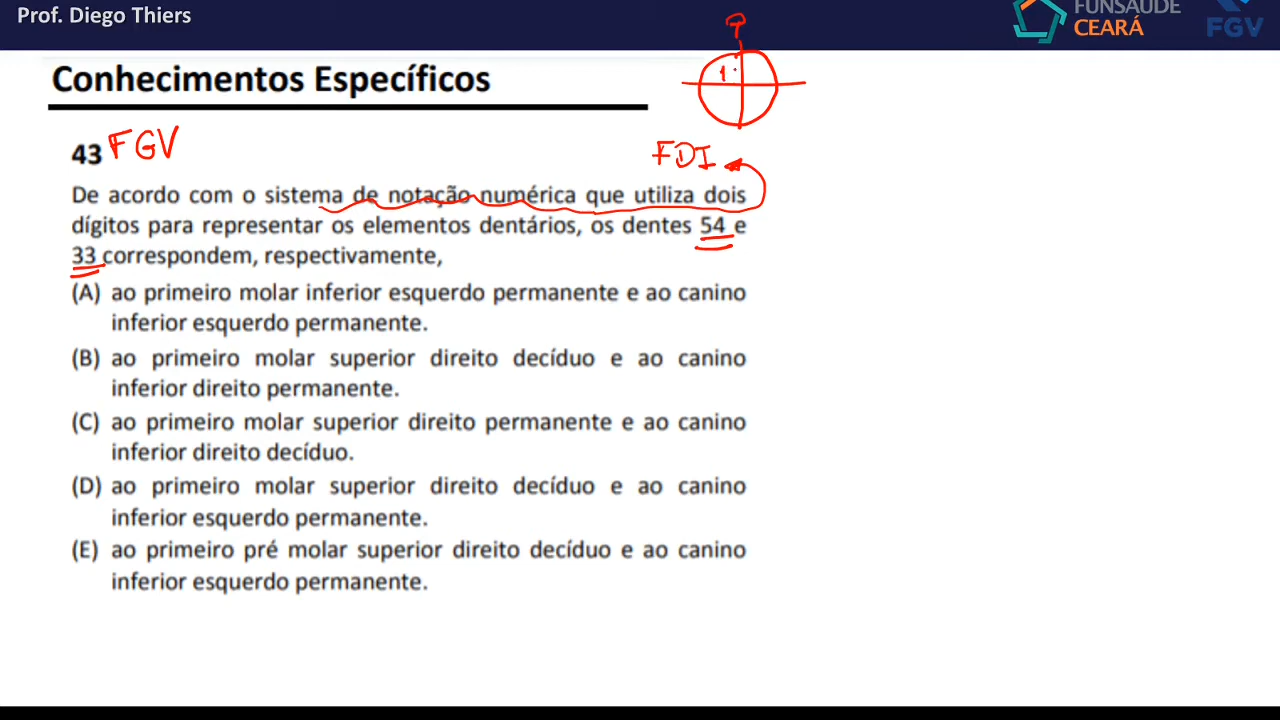 Prof. Diego Thiers
FUNSAÚDE
CEARÁ
FGV
Conhecimentos Específicos
1
43 FGV
FDI
De acordo com o sistema de notação numérica que utiliza dois
dígitos para representar os elementos dentários, os dentes 54 e
33 correspondem, respectivamente,
(A) ao primeiro molar inferior esquerdo permanente e ao canino
inferior esquerdo permanente.
(B) ao primeiro molar superior direito decíduo e ao canino
inferior direito permanente.
(C) ao primeiro molar superior direito permanente e ao canino
inferior direito decíduo.
(D) ao primeiro molar superior direito decíduo e ao canino
inferior esquerdo permanente.
(E) ao primeiro pré molar superior direito decíduo e ao canino
inferior esquerdo permanente.